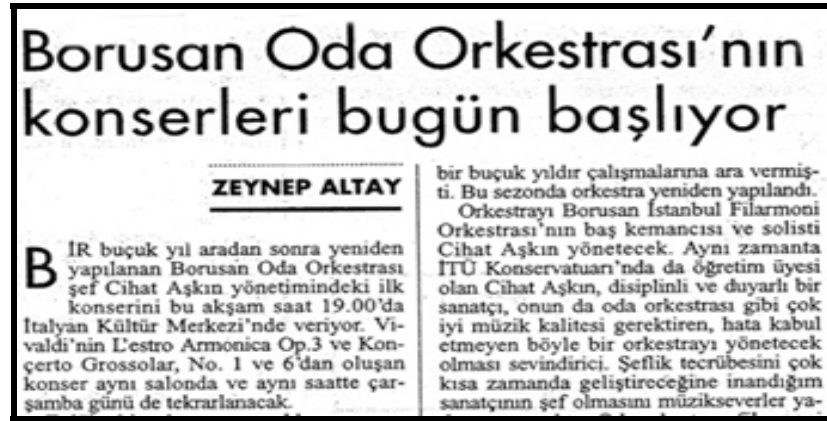 Borusan Oda Orkestrası'nın
konserleri bugün başlıyor
ZEYNEP ALTAY
BİR buçuk yıl aradan sonra yeniden
yapılanan Borusan Oda Orkestrası
şef Cihat Aşkın yönetimindeki ilk
konserini bu akşam saat 19.00'da
İtalyan Kültür Merkezi'nde veriyor. Vi-
valdi'nin L'estro Armonica Op.3 ve Kon-
çerto Grossolar, No. 1 ve 6'dan oluşan
konser aynı salonda ve aynı saatte çar-
şamba günü de tekrarlanacak.
bir buçuk yıldır çalışmalarına ara vermiş-
ti. Bu sezonda orkestra yeniden yapılandı.
Orkestrayı Borusan İstanbul Filarmoni
Orkestrası'nın baş kemancısı ve solisti
Cihat Aşkın yönetecek. Ayni zamanta
İTÜ Konservatuarı'nda da öğretim üyesi
olan Cihat Aşkın, disiplinli ve duyarlı bir
sanatçı, onun da oda orkestrası gibi çok
iyi müzik kalitesi gerektiren, hata kabul
etmeyen böyle bir orkestrayı yönetecek
olması sevindirici. Şeflik tecrübesini çok
kısa zamanda geliştireceğine inandığım
sanatçının şef olmasını müzikseverler ya-